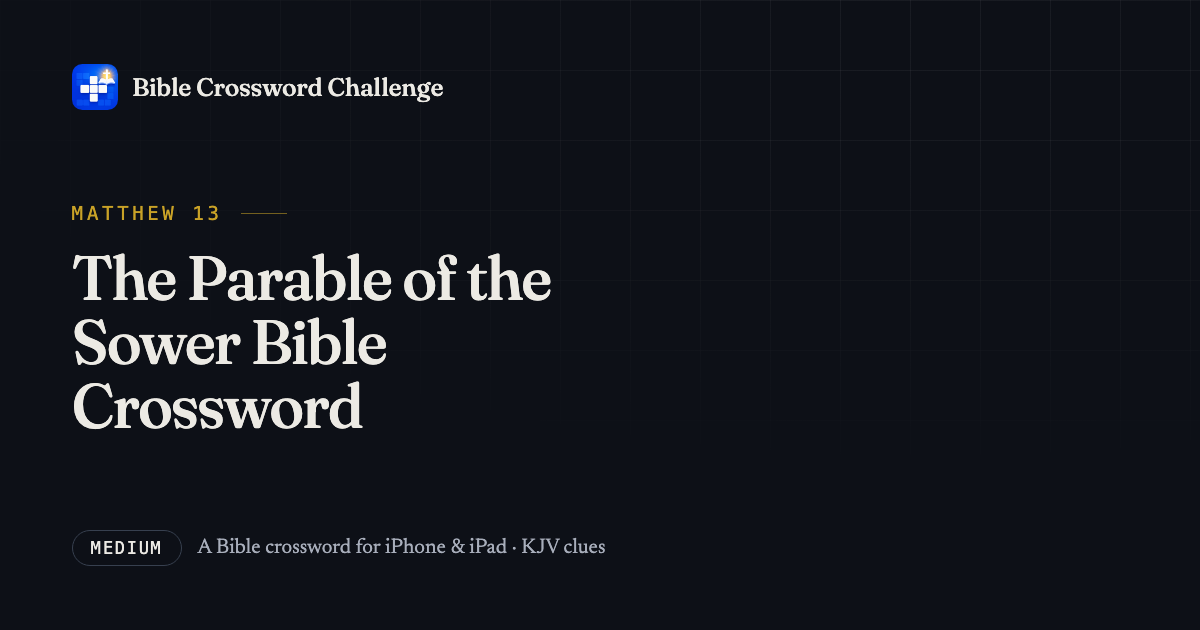 Bible Crossword Challenge
MATTHEW 13
The Parable of the
Sower Bible
Crossword
MEDIUM
A Bible crossword for iPhone & iPad · KJV clues